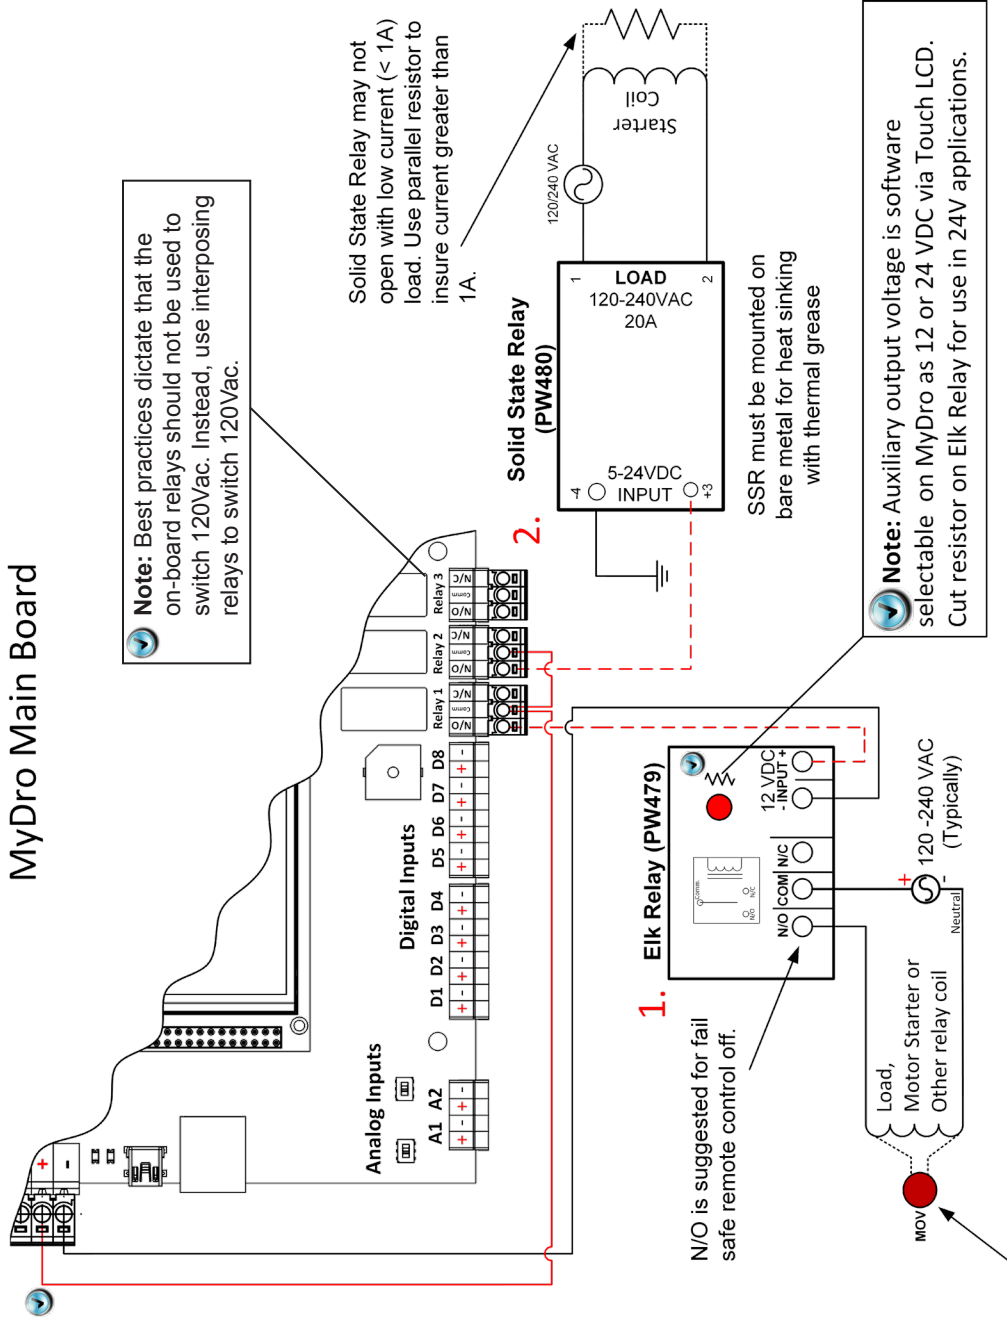 MyDro Main Board
Note: Best practices dictate that the
on-board relays should not be used to
switch 120Vac. Instead, use interposing
relays to switch 120Vac.
Solid State Relay may not
open with low current (< 1A)
load. Use parallel resistor to
insure current greater than
1A.
+
-
Analog Inputs
A1 A2
+ - + -
Digital Inputs
D1 D2 D3 D4 D5 D6 D7 D8
+ - + - + - + - + - + - + - + -
Relay 1 Relay 2 Relay 3
N/O Comm N/C N/O Comm N/C N/O Comm N/C
2.
Solid State Relay
(PW480)
-4
5-24VDC
INPUT
+3
1
LOAD
120-240VAC
20A
2
120/240 VAC
Starter
Coil
SSR must be mounted on
bare metal for heat sinking
with thermal grease
Note: Auxiliary output voltage is software
selectable on MyDro as 12 or 24 VDC via Touch LCD.
Cut resistor on Elk Relay for use in 24V applications.
1.
Elk Relay (PW479)
Comm.
N/O
N/C
12 VDC
- INPUT +
N/O COM N/C
N/O is suggested for fail
safe remote control off.
Load,
Motor Starter or
Other relay coil
MOV
+
-
Neutral
120 -240 VAC
(Typically)